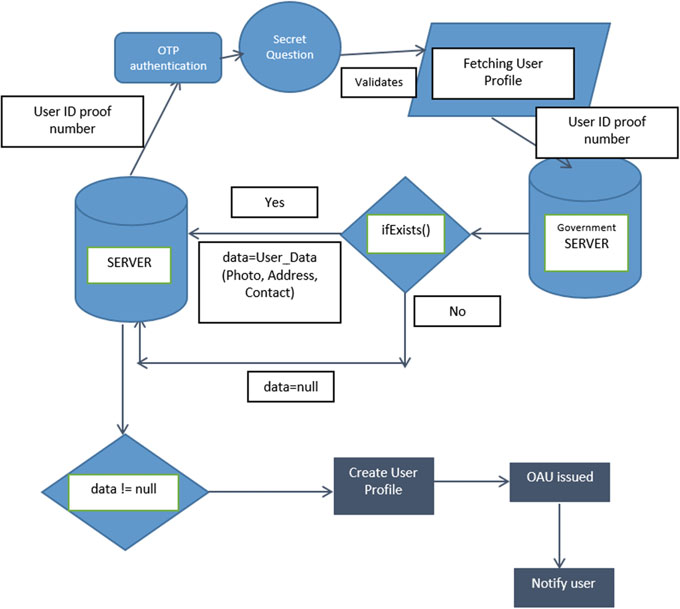 OTP
authentication
Secret
Question
Validates
Fetching User
Profile
User ID proof
number
User ID proof
number
Yes
ifExists()
Government
SERVER
SERVER
data=User_Data
(Photo, Address,
Contact)
No
data=null
data != null
Create User
Profile
OAU issued
Notify user